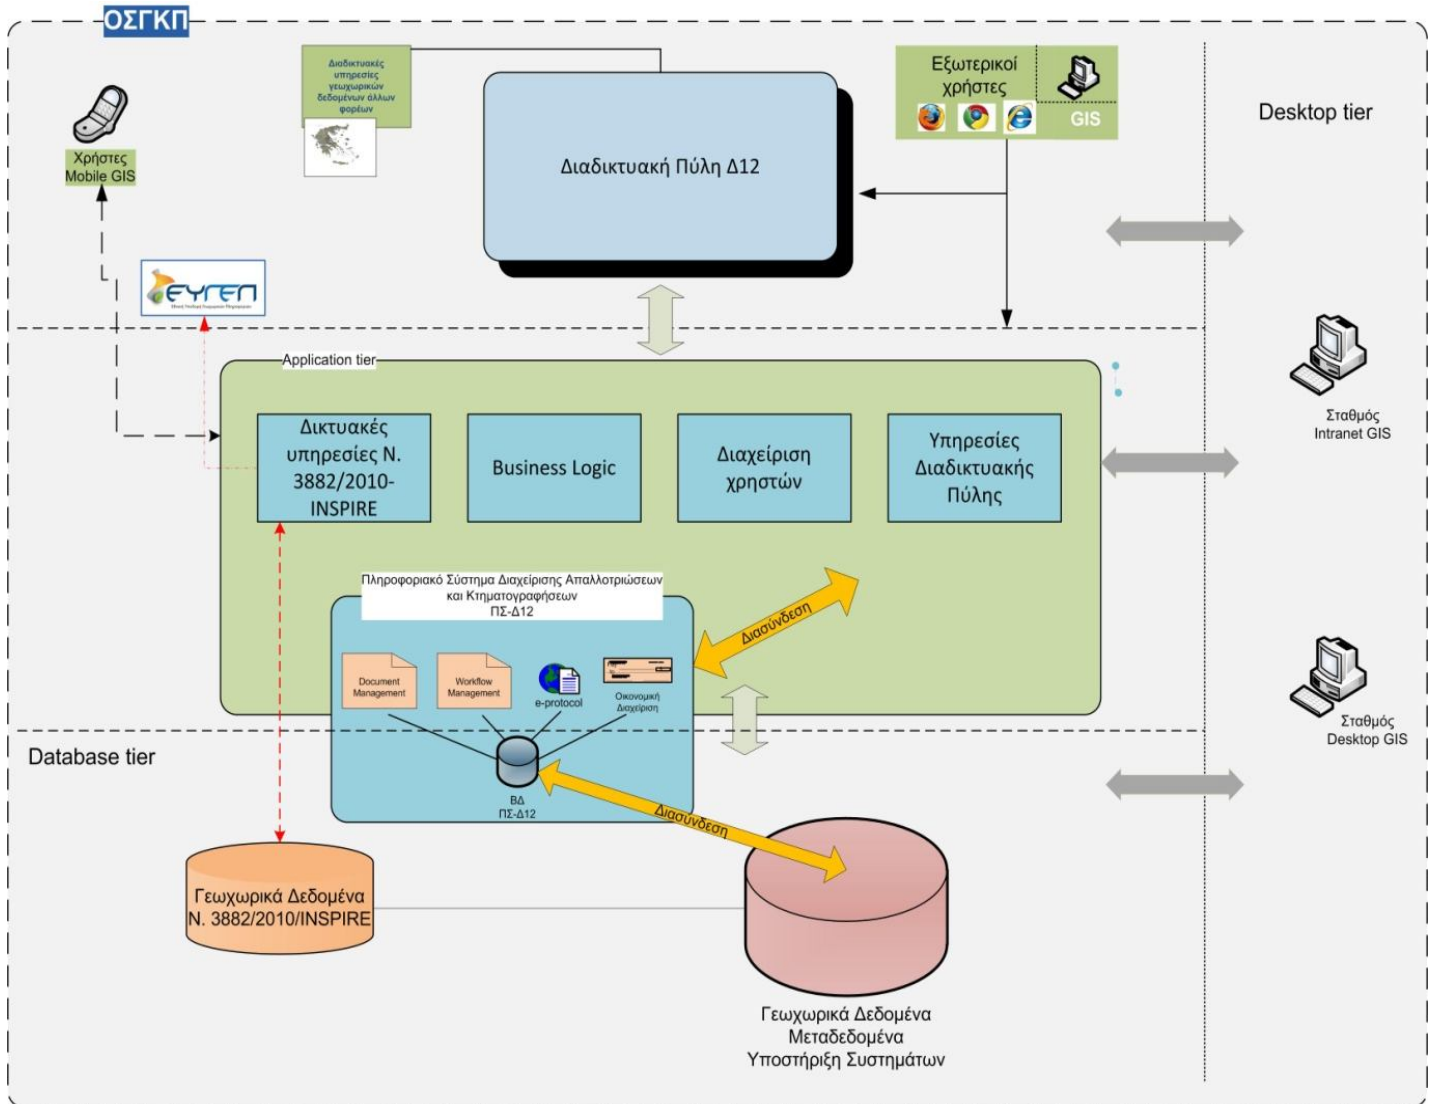 ΟΣΓΚΠ
Διαδικτυακές
υπηρεσίες
γεωχωρικών
δεδομένων άλλων
φορέων
Εξωτερικοί
χρήστες
GIS
Desktop tier
Χρήστες
Mobile GIS
Διαδικτυακή Πύλη Δ12
ΕΥΓΕΠ
Application tier
Δικτυακές
υπηρεσίες Ν.
3882/2010-
INSPIRE
Business Logic
Διαχείριση
χρηστών
Υπηρεσίες
Διαδικτυακής
Πύλης
Σταθμός
Intranet GIS
Πληροφοριακό Σύστημα Διαχείρισης Απαλλοτριώσεων
και Κτηματογραφήσεων
ΠΣ-Δ12
Διασύνδεση
Document
Management
Workflow
Management
e-protocol
Οικονομική
Διαχείριση
Σταθμός
Desktop GIS
Database tier
ΒΔ
ΠΣ-Δ12
Διασύνδεση
Γεωχωρικά Δεδομένα
Ν. 3882/2010/INSPIRE
Γεωχωρικά Δεδομένα
Μεταδεδομένα
Υποστήριξη Συστημάτων